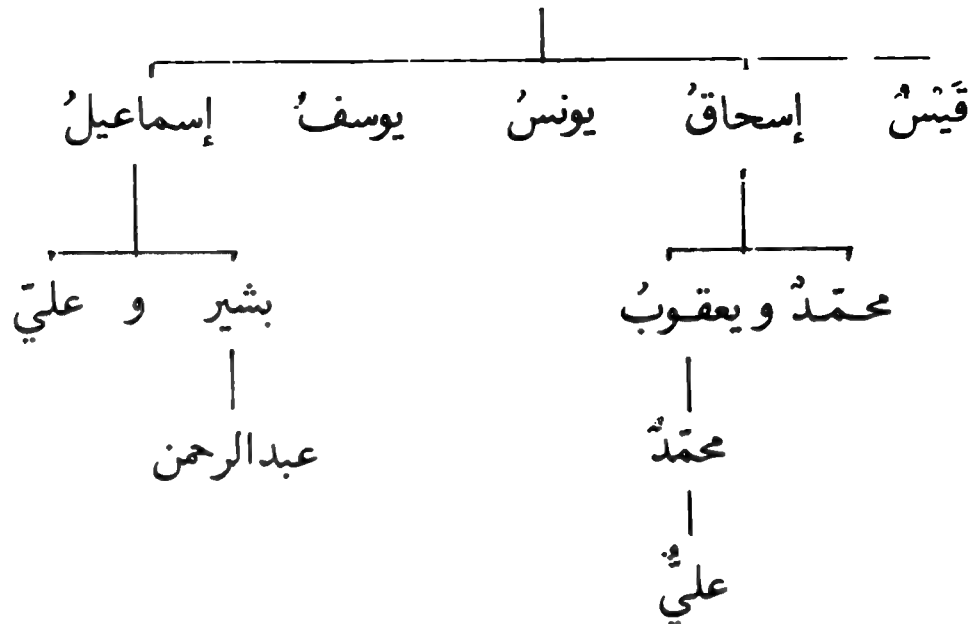 قَيْسٌ إسحاقُ يونسُ يوسفُ إسماعيلُ
محمّدٌ و يعقوبُ بشير و عليّ
محمّدٌ عبدالرحمن
عليٌّ